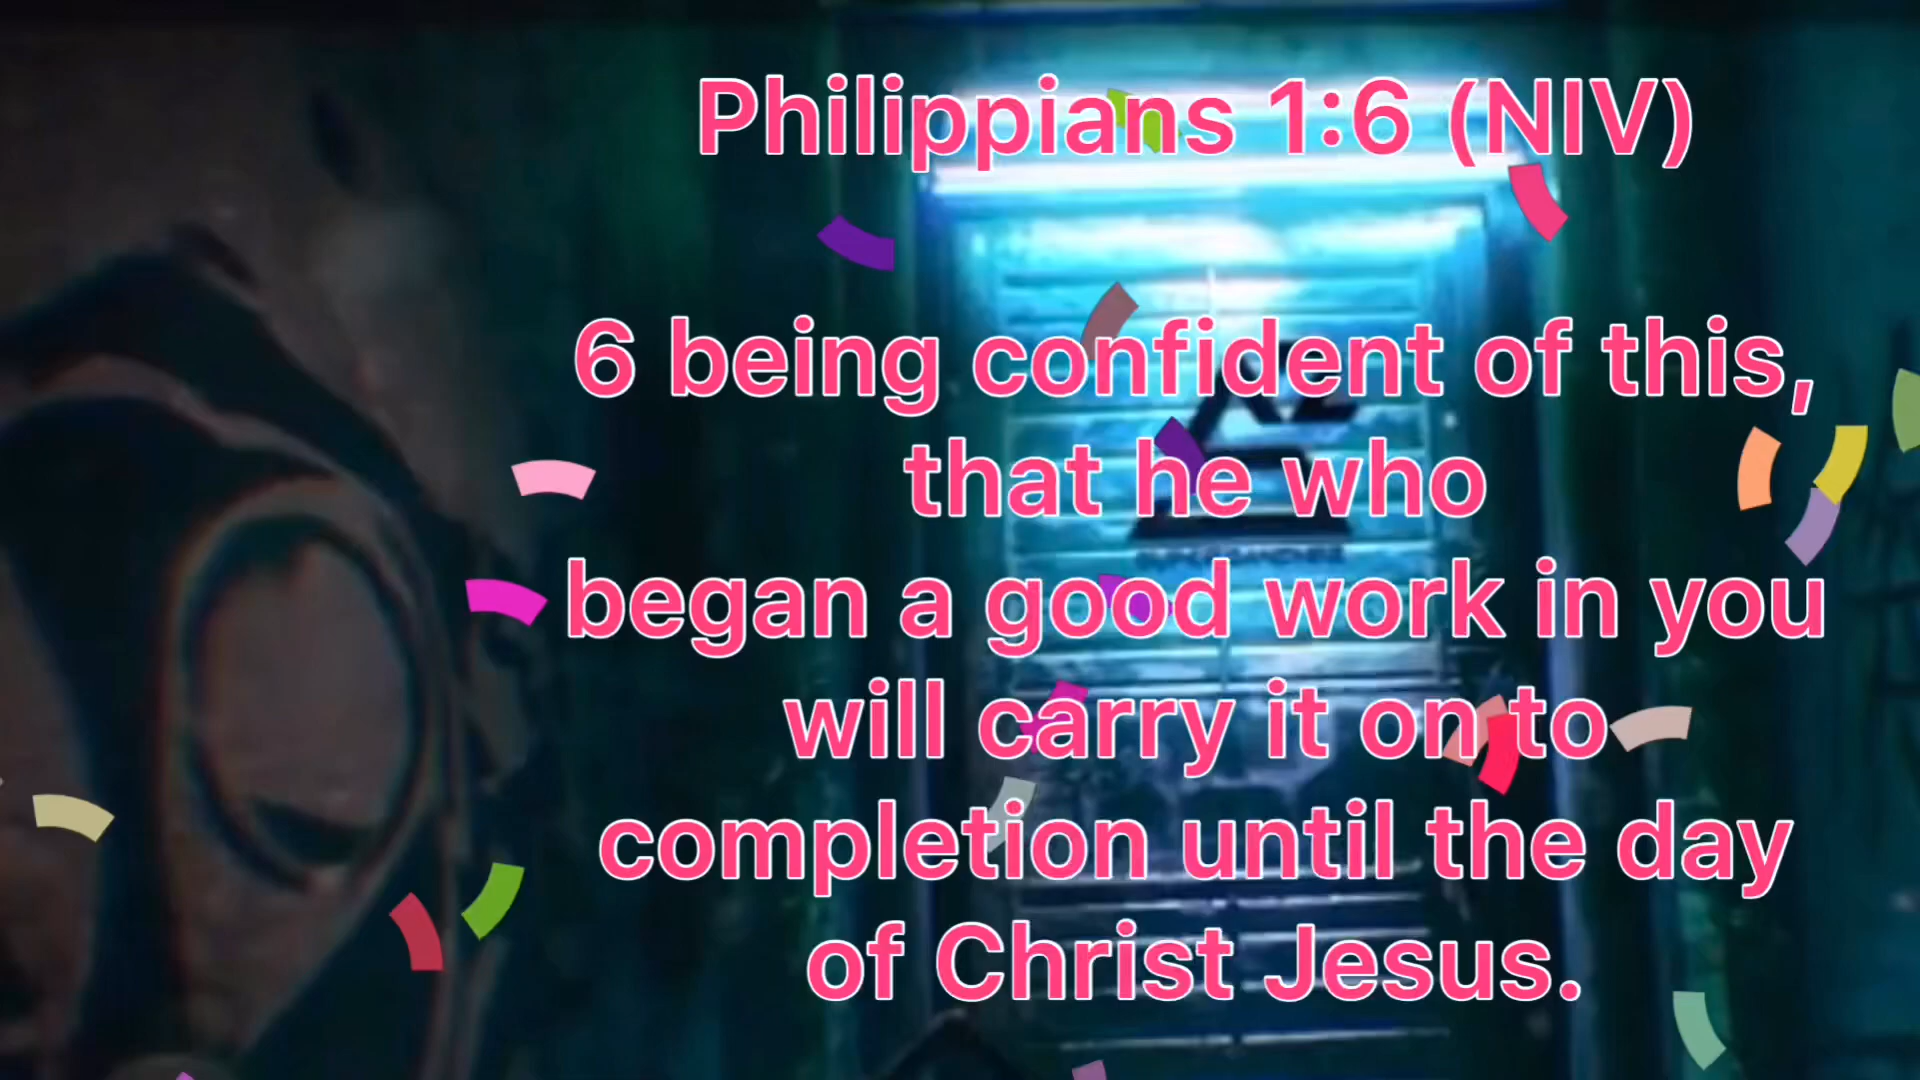 Philippians 1:6 (NIV)
6 being confident of this,
that he who
began a good work in you
will carry it on to
completion until the day
of Christ Jesus.